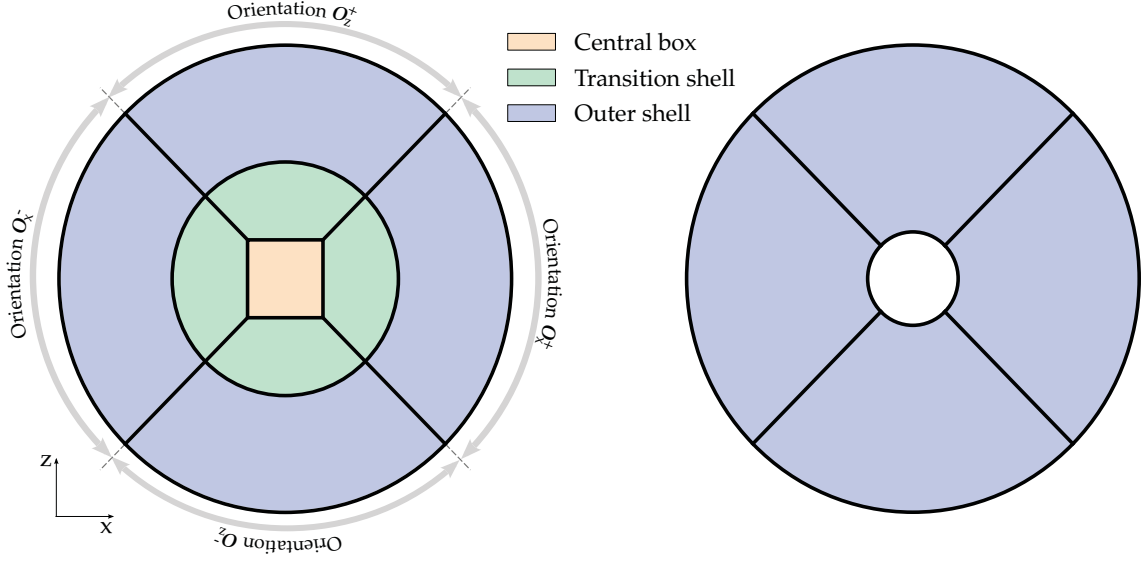 Orientation O_z^+
Central box
Transition shell
Outer shell
Orientation O_x^-
Orientation O_x^+
z
x
Orientation O_z^-